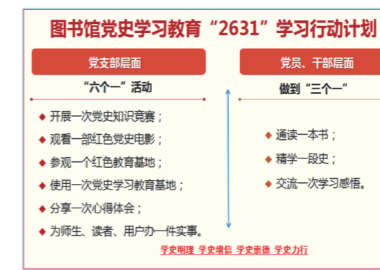 图书馆党史学习教育“2631”学习行动计划
党支部层面
“六个一”活动
◆ 开展一次党史知识竞赛；
◆ 观看一部红色党史电影；
◆ 参观一个红色教育基地；
◆ 使用一次党史学习教育基地；
◆ 分享一次心得体会；
◆ 为师生、读者、用户办一件实事。
党员、干部层面
做到“三个一”
◆ 通读一本书；
◆ 精学一段史；
◆ 交流一次学习感悟。
学史明理 学史增信 学史崇德 学史力行